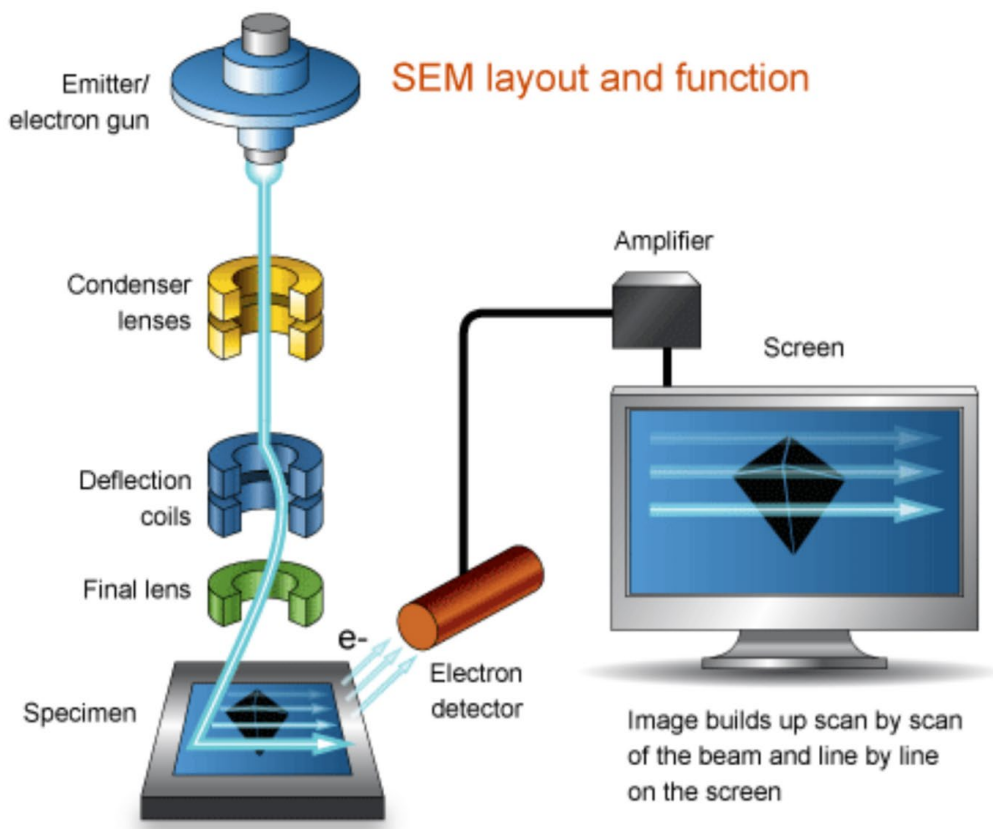 SEM layout and function
Emitter/
electron gun
Condenser
lenses
Deflection
coils
Final lens
Specimen
e-
Electron
detector
Amplifier
Screen
Image builds up scan by scan
of the beam and line by line
on the screen